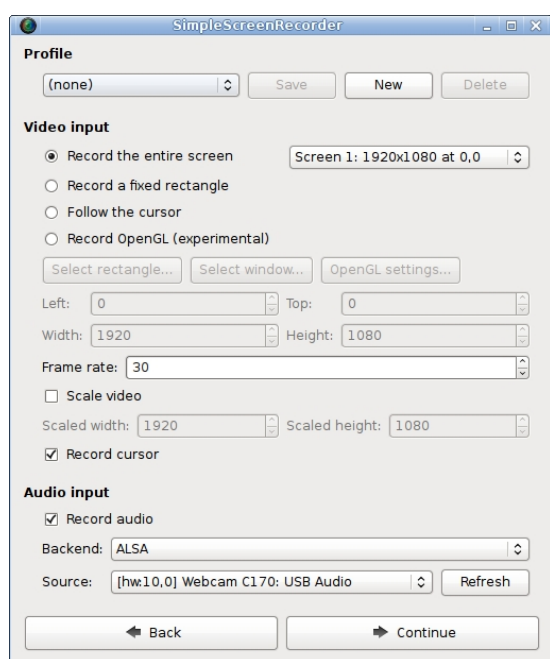 SimpleScreenRecorder
Profile
(none) Save New Delete
Video input
Record the entire screen Screen 1: 1920x1080 at 0,0
Record a fixed rectangle
Follow the cursor
Record OpenGL (experimental)
Select rectangle... Select window... OpenGL settings...
Left: 0 Top: 0
Width: 1920 Height: 1080
Frame rate: 30
Scale video
Scaled width: 1920 Scaled height: 1080
Record cursor
Audio input
Record audio
Backend: ALSA
Source: [hw:10,0] Webcam C170: USB Audio Refresh
Back Continue